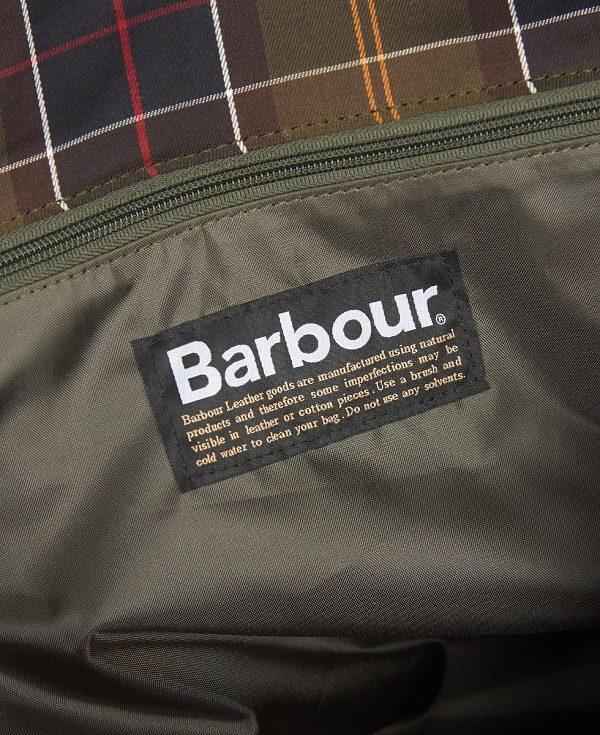 Barbour®
Barbour Leather goods are manufactured using natural
products and therefore some imperfections may be
visible in leather or cotton pieces. Use a brush and
cold water to clean your bag. Do not use any solvents.